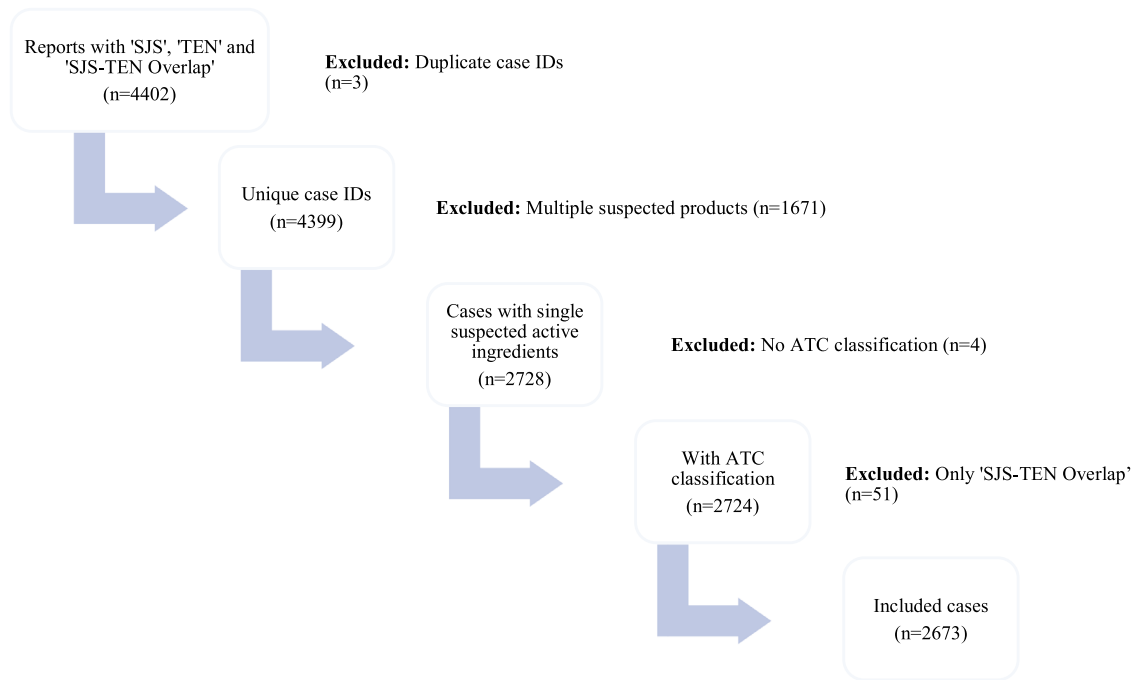 Reports with 'SJS', 'TEN' and
'SJS-TEN Overlap'
(n=4402)
Excluded: Duplicate case IDs
(n=3)
Unique case IDs
(n=4399)
Excluded: Multiple suspected products (n=1671)
Cases with single
suspected active
ingredients
(n=2728)
Excluded: No ATC classification (n=4)
With ATC
classification
(n=2724)
Excluded: Only 'SJS-TEN Overlap’
(n=51)
Included cases
(n=2673)